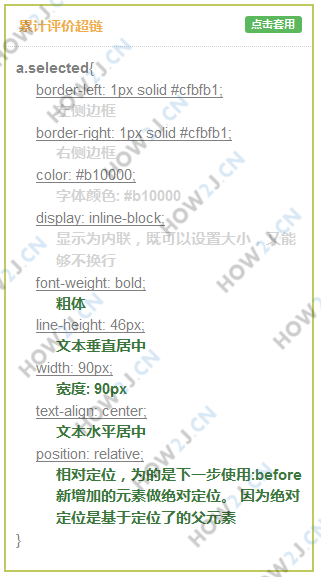 累计评价超链
点击套用
a.selected{
border-left: 1px solid #cfbfb1;
左侧边框
border-right: 1px solid #cfbfb1;
右侧边框
color: #b10000;
字体颜色: #b10000
display: inline-block;
显示为内联，既可以设置大小，又能
够不换行
font-weight: bold;
粗体
line-height: 46px;
文本垂直居中
width: 90px;
宽度: 90px
text-align: center;
文本水平居中
position: relative;
相对定位，为的是下一步使用:before
新增加的元素做绝对定位。 因为绝对
定位是基于定位了的父元素
}
HOW2J.CN
HOW2J.CN
HOW2J.CN
HOW2J.CN
HOW2J.CN
HOW2J.CN
HOW2J.CN